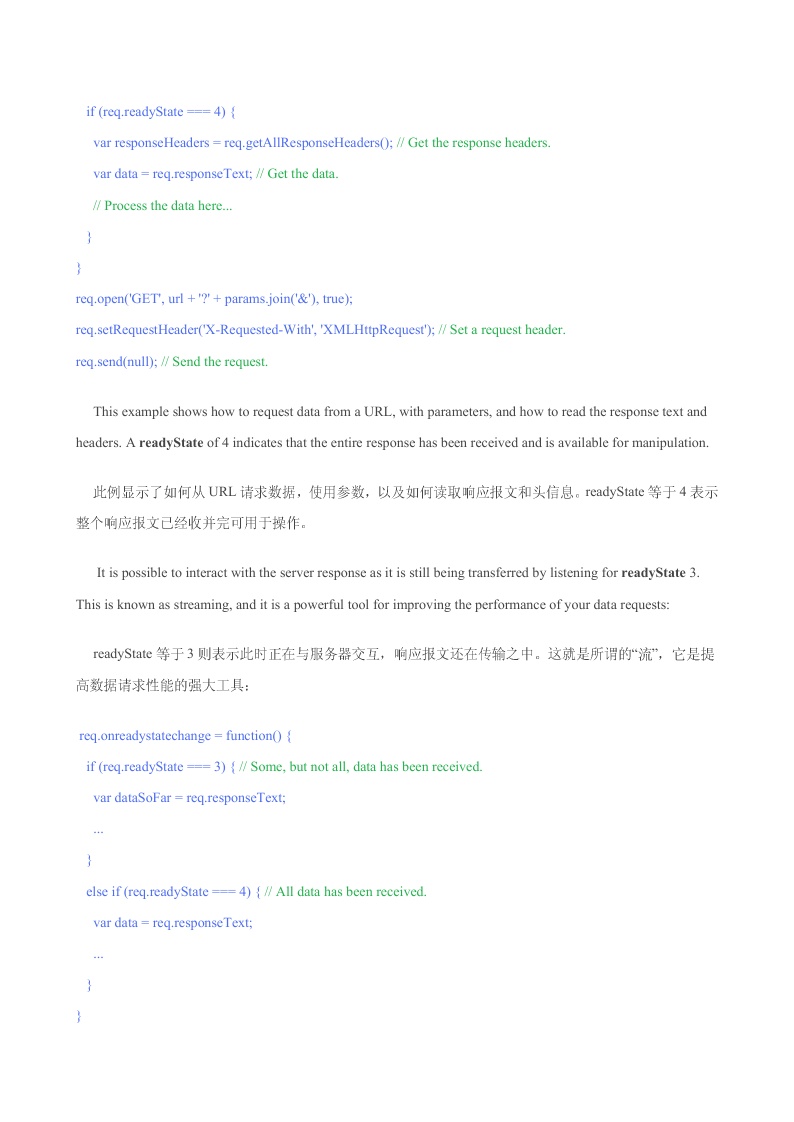 if (req.readyState === 4) {
var responseHeaders = req.getAllResponseHeaders(); // Get the response headers.
var data = req.responseText; // Get the data.
// Process the data here...
}
}
req.open('GET', url + '?' + params.join('&'), true);
req.setRequestHeader('X-Requested-With', 'XMLHttpRequest'); // Set a request header.
req.send(null); // Send the request.
This example shows how to request data from a URL, with parameters, and how to read the response text and
headers. A readyState of 4 indicates that the entire response has been received and is available for manipulation.
此例显示了如何从 URL 请求数据，使用参数，以及如何读取响应报文和头信息。readyState 等于 4 表示
整个响应报文已经收并完可用于操作。
It is possible to interact with the server response as it is still being transferred by listening for readyState 3.
This is known as streaming, and it is a powerful tool for improving the performance of your data requests:
readyState 等于 3 则表示此时正在与服务器交互，响应报文还在传输之中。这就是所谓的“流”，它是提
高数据请求性能的强大工具：
req.onreadystatechange = function() {
if (req.readyState === 3) { // Some, but not all, data has been received.
var dataSoFar = req.responseText;
...
}
else if (req.readyState === 4) { // All data has been received.
var data = req.responseText;
...
}
}